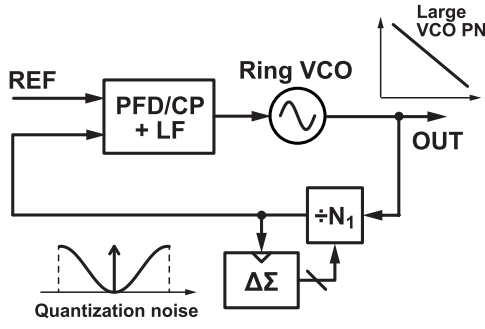 Large
VCO PN
REF
PFD/CP
+ LF
Ring VCO
OUT
÷N₁
ΔΣ
Quantization noise